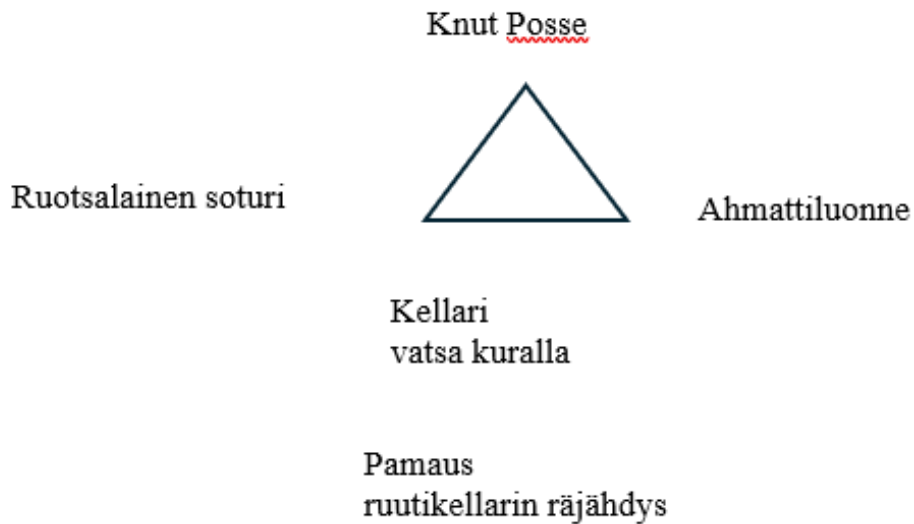 Knut Posse
Ruotsalainen soturi
Ahmattiluonne
Kellari
vatsa kuralla
Pamaus
ruutikellarin räjähdys